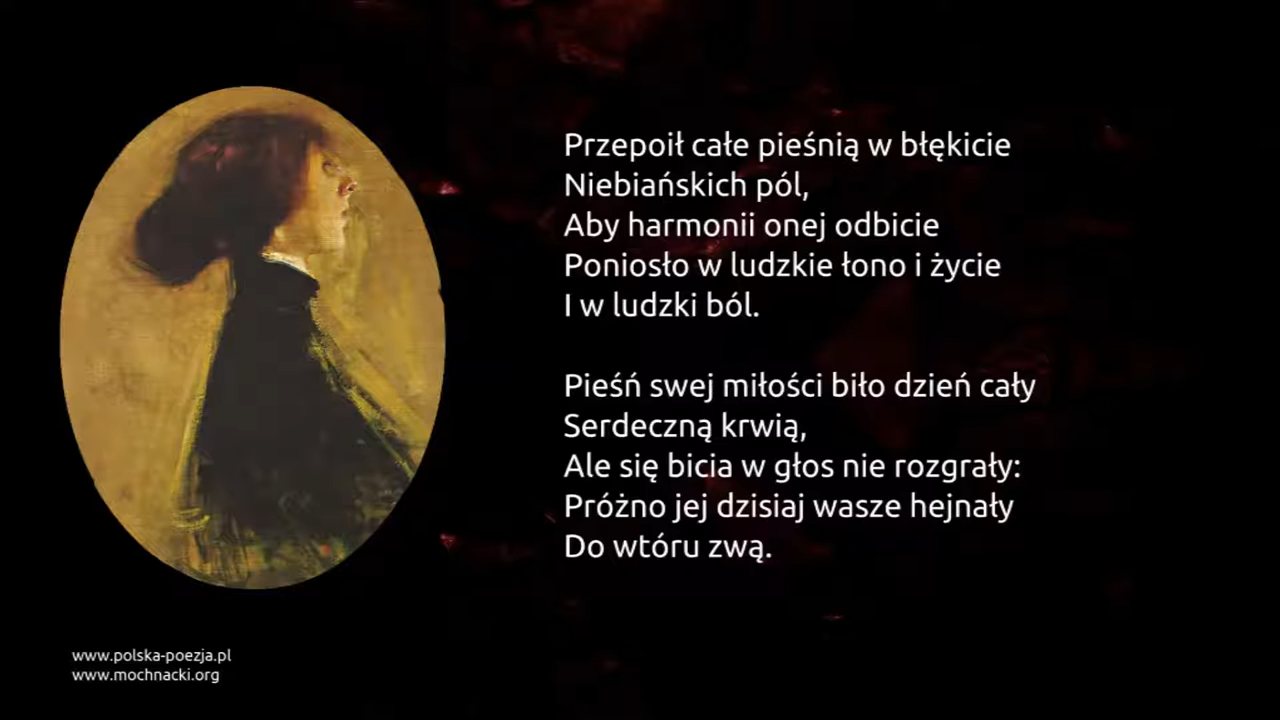 Przepoił całe pieśnią w błękicie
Niebiańskich pól,
Aby harmonii onej odbicie
Poniosło w ludzkie łono i życie
I w ludzki ból.
Pieśń swej miłości biło dzień cały
Serdeczną krwią,
Ale się bicia w głos nie rozgrały:
Próżno jej dzisiaj wasze hejnały
Do wtóru zwą.
www.polska-poezja.pl
www.mochnacki.org